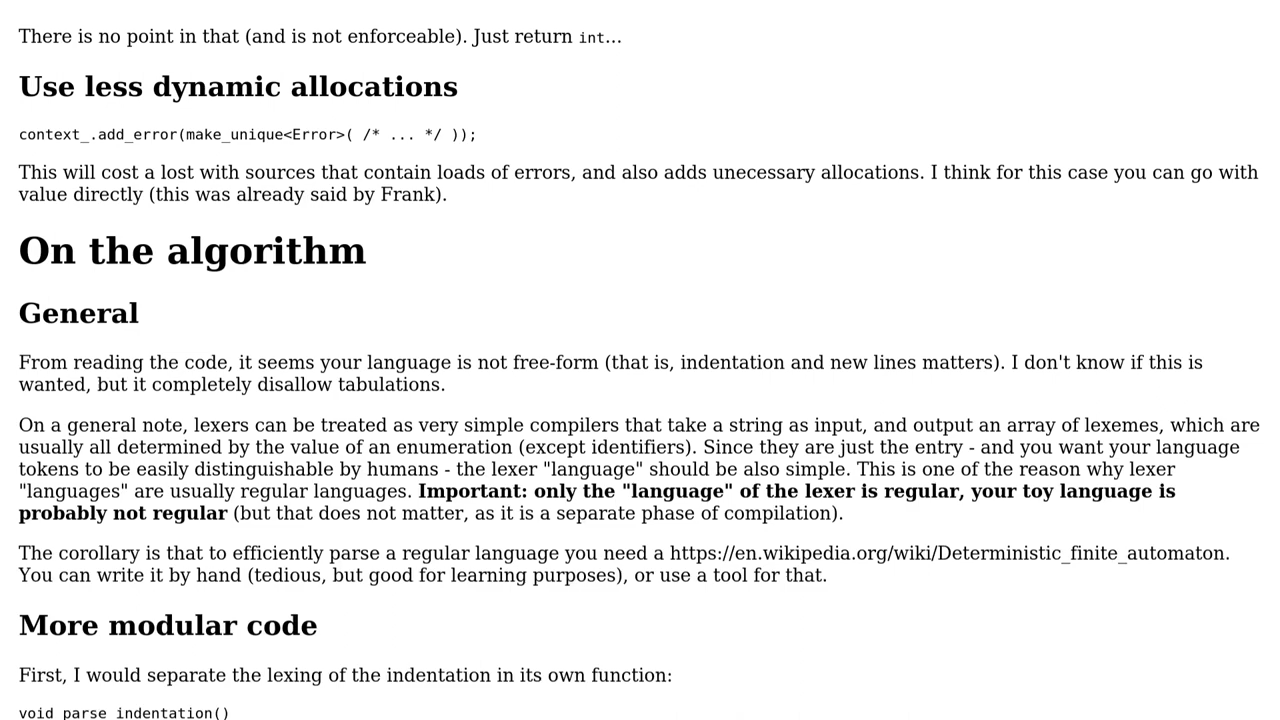 There is no point in that (and is not enforceable). Just return int...
Use less dynamic allocations
context_.add_error(make_unique<Error>( /* ... */ ));
This will cost a lost with sources that contain loads of errors, and also adds unecessary allocations. I think for this case you can go with
value directly (this was already said by Frank).
On the algorithm
General
From reading the code, it seems your language is not free-form (that is, indentation and new lines matters). I don't know if this is
wanted, but it completely disallow tabulations.
On a general note, lexers can be treated as very simple compilers that take a string as input, and output an array of lexemes, which are
usually all determined by the value of an enumeration (except identifiers). Since they are just the entry - and you want your language
tokens to be easily distinguishable by humans - the lexer "language" should be also simple. This is one of the reason why lexer
"languages" are usually regular languages. Important: only the "language" of the lexer is regular, your toy language is
probably not regular (but that does not matter, as it is a separate phase of compilation).
The corollary is that to efficiently parse a regular language you need a https://en.wikipedia.org/wiki/Deterministic_finite_automaton.
You can write it by hand (tedious, but good for learning purposes), or use a tool for that.
More modular code
First, I would separate the lexing of the indentation in its own function:
void parse_indentation()